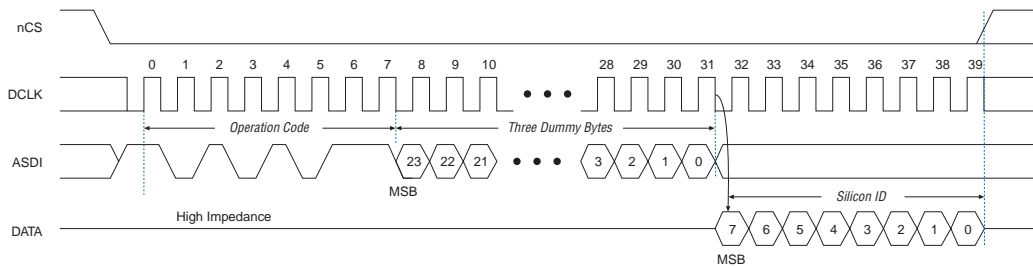 nCS
0 1 2 3 4 5 6 7 8 9 10 28 29 30 31 32 33 34 35 36 37 38 39
DCLK
Operation Code Three Dummy Bytes
ASDI 23 22 21 3 2 1 0
MSB
Silicon ID
High Impedance
DATA 7 6 5 4 3 2 1 0
MSB